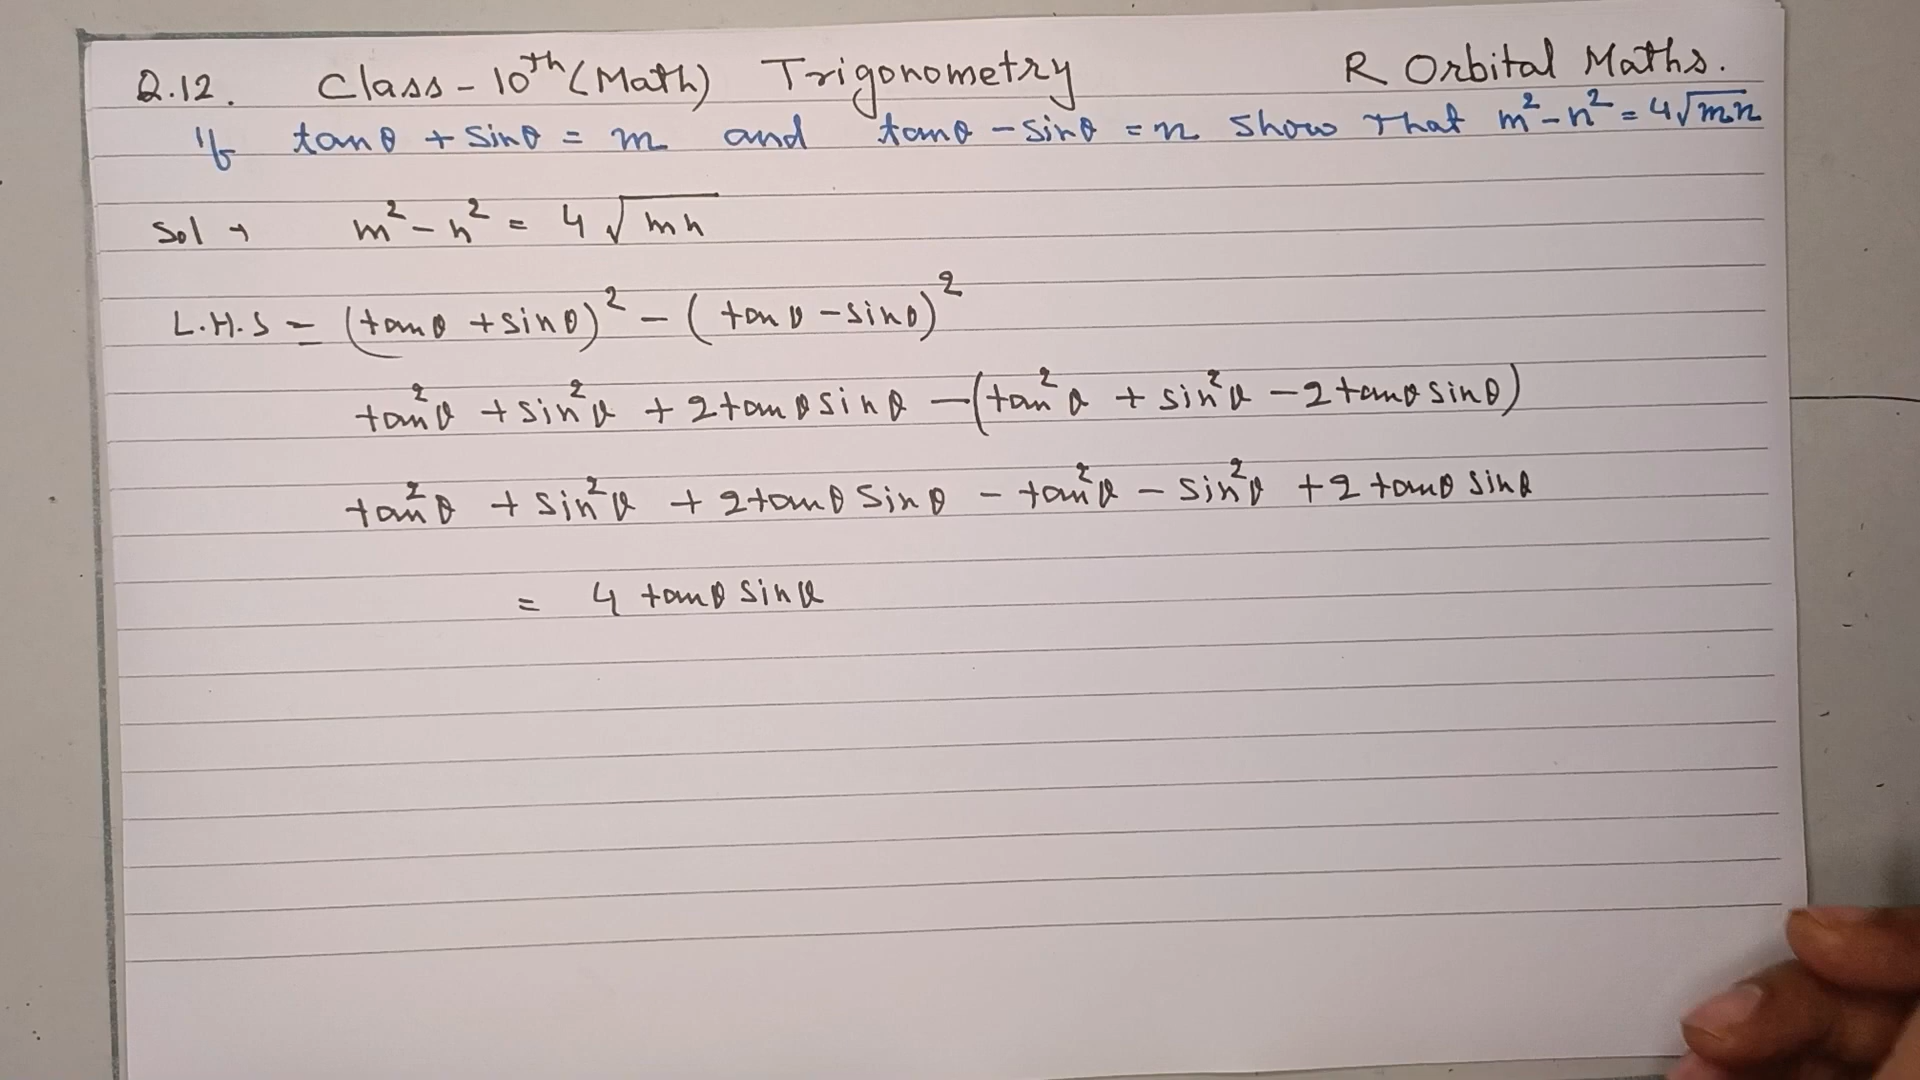 Q.12. Class - 10th (Math) Trigonometry R Orbital Maths.
If tanθ + sinθ = m and tanθ - sinθ = n show that m² - n² = 4√mn
Sol → m² - n² = 4√mn
L.H.S = (tanθ + sinθ)² - (tanθ - sinθ)²
tan²θ + sin²θ + 2tanθ sinθ - (tan²θ + sin²θ - 2tanθ sinθ)
tan²θ + sin²θ + 2tanθ sinθ - tan²θ - sin²θ + 2tanθ sinθ
= 4 tanθ sinθ